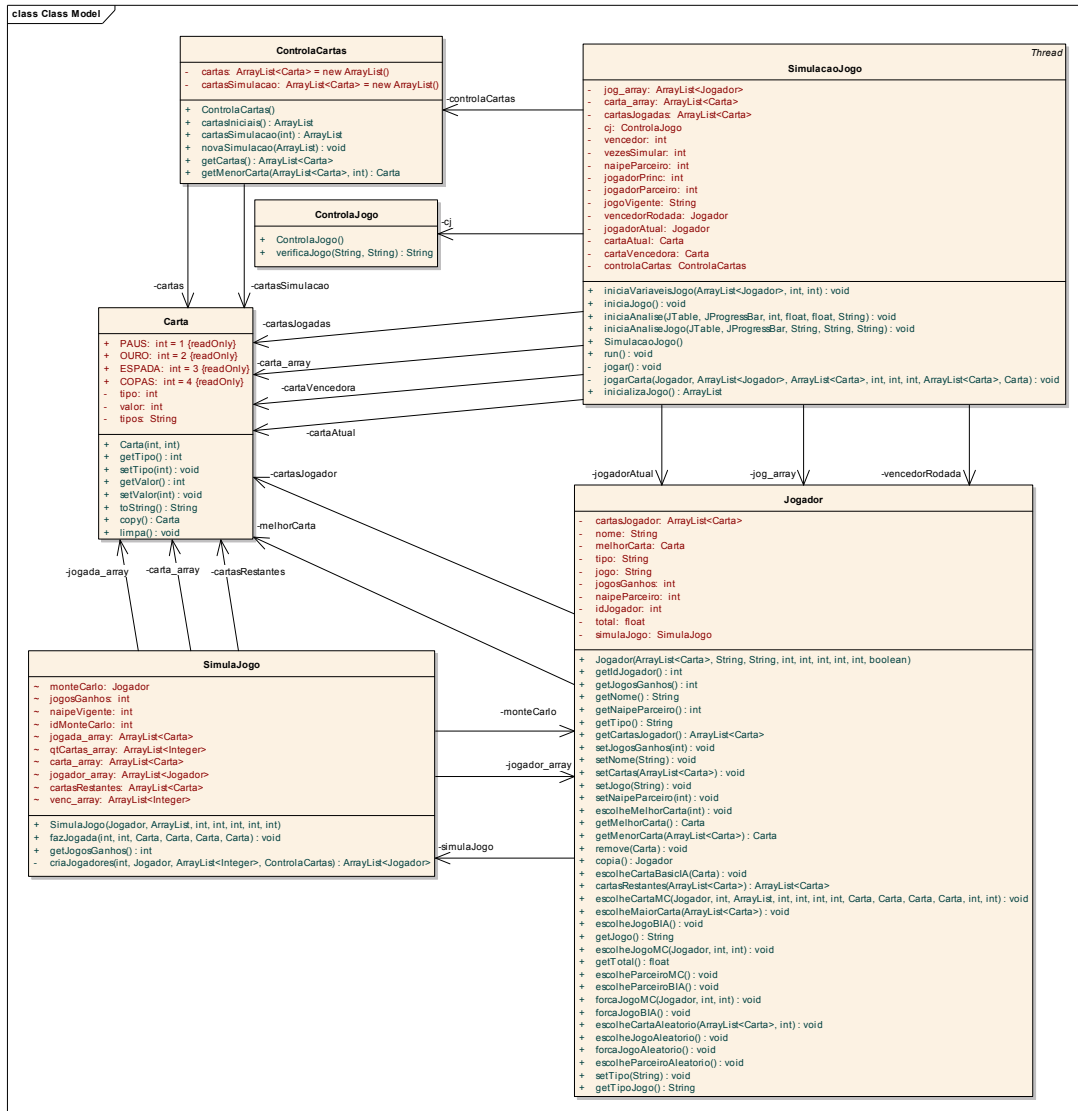 class Class Model
ControlaCartas
- cartas: ArrayList<Carta> = new ArrayList()
- cartasSimulacao: ArrayList<Carta> = new ArrayList()
+ ControlaCartas()
+ cartasIniciais() : ArrayList
+ cartasSimulacao(int) : ArrayList
+ novaSimulacao(ArrayList) : void
+ getCartas() : ArrayList<Carta>
+ getMenorCarta(ArrayList<Carta>, int) : Carta
-controlaCartas
Thread
SimulacaoJogo
- jog_array: ArrayList<Jogador>
- carta_array: ArrayList<Carta>
- cartasJogadas: ArrayList<Carta>
- cj: ControlaJogo
- vencedor: int
- vezesSimular: int
- naipeParceiro: int
- jogadorPrinc: int
- jogadorParceiro: int
- jogoVigente: String
- vencedorRodada: Jogador
- jogadorAtual: Jogador
- cartaAtual: Carta
- cartaVencedora: Carta
- controlaCartas: ControlaCartas
+ iniciaVariaveisJogo(ArrayList<Jogador>, int, int) : void
+ iniciaJogo() : void
+ iniciaAnalise(JTable, JProgressBar, int, float, float, String) : void
+ iniciaAnaliseJogo(JTable, JProgressBar, String, String, String) : void
+ SimulacaoJogo()
+ run() : void
- jogar() : void
- jogarCarta(Jogador, ArrayList<Jogador>, ArrayList<Carta>, int, int, int, ArrayList<Carta>, Carta) : void
+ inicializaJogo() : ArrayList
ControlaJogo
+ ControlaJogo()
+ verificaJogo(String, String) : String
-cj
-cartas
-cartasSimulacao
Carta
+ PAUS: int = 1 {readOnly}
+ OURO: int = 2 {readOnly}
+ ESPADA: int = 3 {readOnly}
+ COPAS: int = 4 {readOnly}
- tipo: int
- valor: int
- tipos: String
+ Carta(int, int)
+ getTipo() : int
+ setTipo(int) : void
+ getValor() : int
+ setValor(int) : void
+ toString() : String
+ copy() : Carta
+ limpa() : void
-cartasJogadas
-carta_array
-cartaVencedora
-cartaAtual
-cartasJogador
-melhorCarta
-jogadorAtual
-jog_array
-vencedorRodada
-jogada_array
-carta_array
-cartasRestantes
Jogador
- cartasJogador: ArrayList<Carta>
- nome: String
- melhorCarta: Carta
- tipo: String
- jogo: String
- jogosGanhos: int
- naipeParceiro: int
- idJogador: int
- total: float
- simulaJogo: SimulaJogo
+ Jogador(ArrayList<Carta>, String, String, int, int, int, int, int, boolean)
+ getIdJogador() : int
+ getJogosGanhos() : int
+ getNome() : String
+ getNaipeParceiro() : int
+ getTipo() : String
+ getCartasJogador() : ArrayList<Carta>
+ setJogosGanhos(int) : void
+ setNome(String) : void
+ setCartas(ArrayList<Carta>) : void
+ setJogo(String) : void
+ setNaipeParceiro(int) : void
+ escolheMelhorCarta(int) : void
+ getMelhorCarta() : Carta
+ getMenorCarta(ArrayList<Carta>) : Carta
+ remove(Carta) : void
+ copia() : Jogador
+ escolheCartaBasicIA(Carta) : void
+ cartasRestantes(ArrayList<Carta>) : ArrayList<Carta>
+ escolheCartaMC(Jogador, int, ArrayList, int, int, int, int, Carta, Carta, Carta, Carta, int, int) : void
+ escolheMaiorCarta(ArrayList<Carta>) : void
+ escolheJogoBIA() : void
+ getJogo() : String
+ escolheJogoMC(Jogador, int, int) : void
+ getTotal() : float
+ escolheParceiroMC() : void
+ escolheParceiroBIA() : void
+ forcaJogoMC(Jogador, int, int) : void
+ forcaJogoBIA() : void
+ escolheCartaAleatorio(ArrayList<Carta>, int) : void
+ escolheJogoAleatorio() : void
+ forcaJogoAleatorio() : void
+ escolheParceiroAleatorio() : void
+ setTipo(String) : void
+ getTipoJogo() : String
SimulaJogo
~ monteCarlo: Jogador
~ jogosGanhos: int
~ naipeVigente: int
~ idMonteCarlo: int
~ jogada_array: ArrayList<Carta>
~ qtCartas_array: ArrayList<Integer>
~ carta_array: ArrayList<Carta>
~ jogador_array: ArrayList<Jogador>
~ cartasRestantes: ArrayList<Carta>
~ venc_array: ArrayList<Integer>
+ SimulaJogo(Jogador, ArrayList, int, int, int, int, int)
+ fazJogada(int, int, Carta, Carta, Carta, Carta) : void
+ getJogosGanhos() : int
- criaJogadores(int, Jogador, ArrayList<Integer>, ControlaCartas) : ArrayList<Jogador>
-monteCarlo
-jogador_array
-simulaJogo